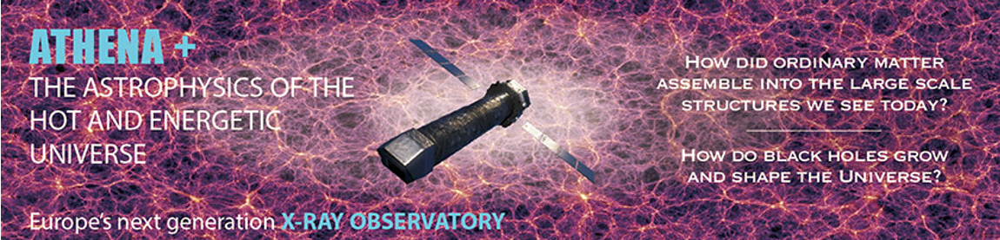 ATHENA +
THE ASTROPHYSICS OF THE
HOT AND ENERGETIC
UNIVERSE
Europe's next generation X-RAY OBSERVATORY
HOW DID ORDINARY MATTER
ASSEMBLE INTO THE LARGE SCALE
STRUCTURES WE SEE TODAY?
HOW DO BLACK HOLES GROW
AND SHAPE THE UNIVERSE?